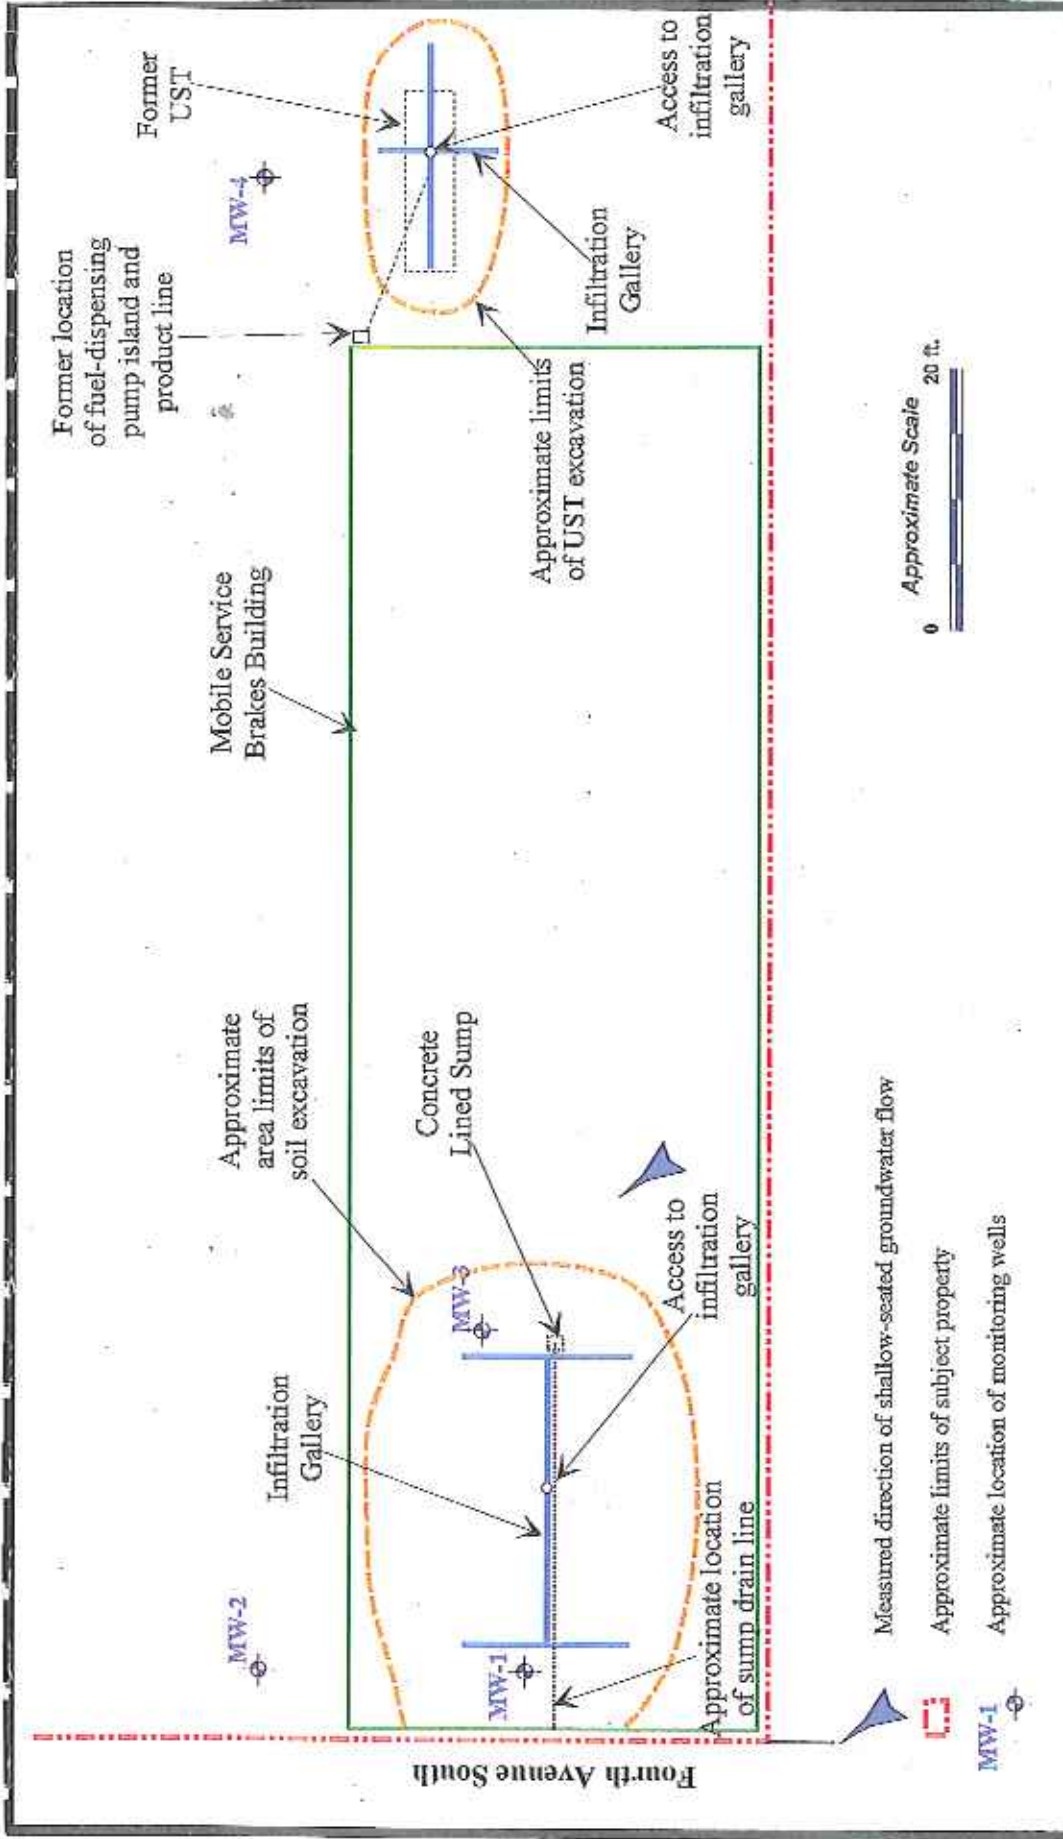 Fourth Avenue South
MW-2
MW-1
Infiltration
Gallery
Approximate
area limits of
soil excavation
MW-3
Concrete
Lined Sump
Access to
infiltration
gallery
Approximate location
of sump drain line
Mobile Service
Brakes Building
Former location
of fuel-dispensing
pump island and
product line
MW-4
Former
UST
Approximate limits
of UST excavation
Infiltration
Gallery
Access to
infiltration
gallery
Measured direction of shallow-seated groundwater flow
Approximate limits of subject property
MW-1
Approximate location of monitoring wells
Approximate Scale
0
20 ft.